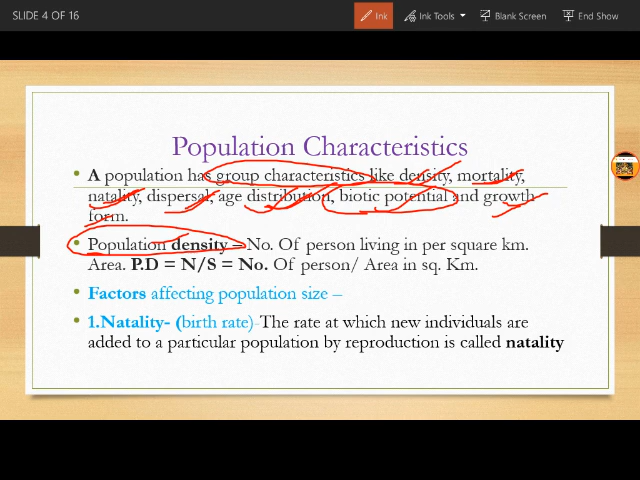 SLIDE 4 OF 16
Ink
Ink Tools
Blank Screen
End Show
Population Characteristics
• A population has group characteristics like density, mortality,
natality, dispersal, age distribution, biotic potential and growth
form.
• Population density – No. Of person living in per square km.
Area. P.D = N/S = No. Of person/ Area in sq. Km.
• Factors affecting population size –
• 1.Natality- (birth rate)-The rate at which new individuals are
added to a particular population by reproduction is called natality